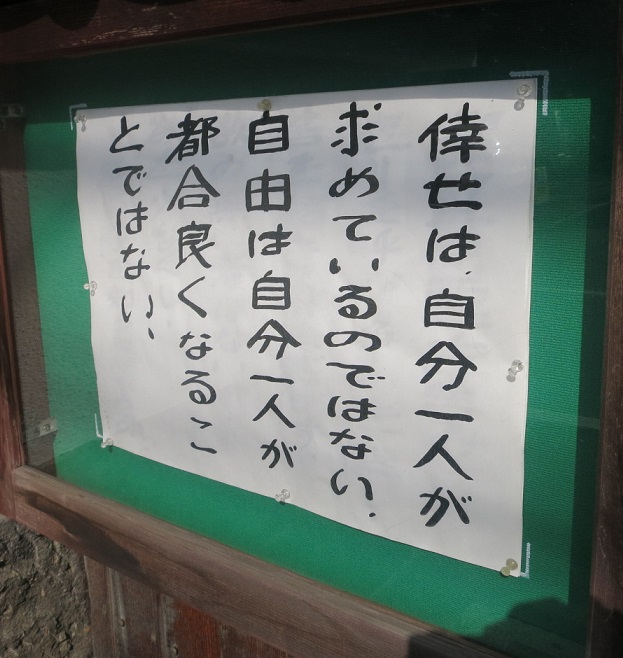 倖せは、自分一人が
求めているのではない、
自由は自分一人が
都合良くなるこ
とではない、